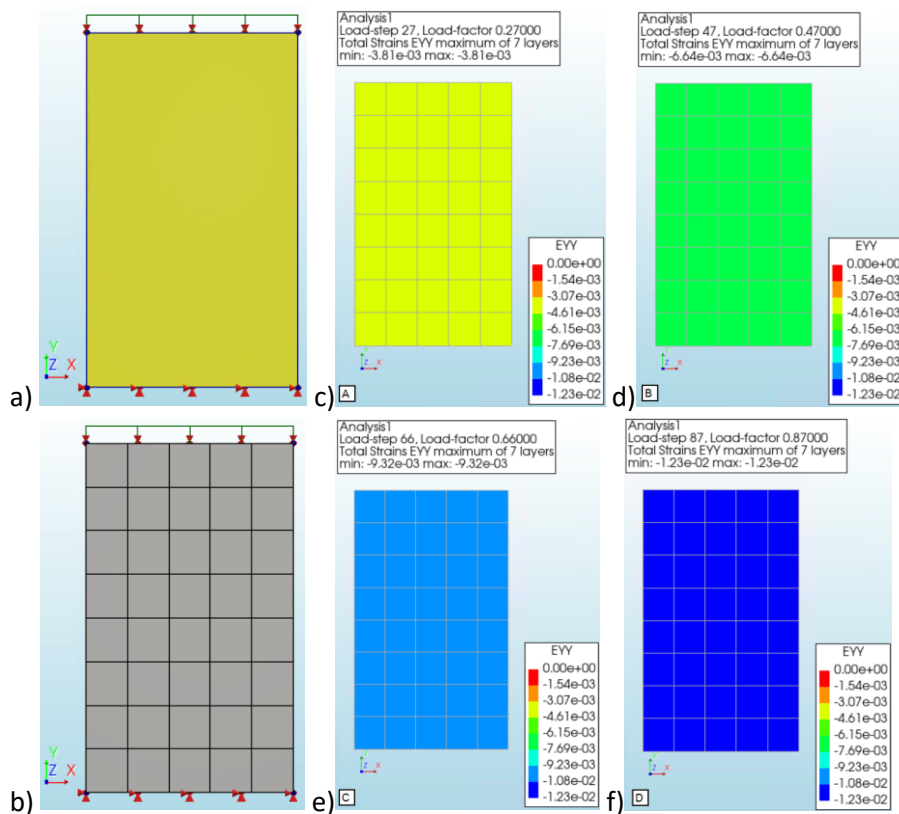 Y
Z X
a)
Analysis1
Load-step 27, Load-factor 0.27000
Total Strains EYY maximum of 7 layers
min: -3.81e-03 max: -3.81e-03
EYY
0.00e+00
-1.54e-03
-3.07e-03
-4.61e-03
-6.15e-03
-7.69e-03
-9.23e-03
-1.08e-02
-1.23e-02
Y
Z X
c) A
Analysis1
Load-step 47, Load-factor 0.47000
Total Strains EYY maximum of 7 layers
min: -6.64e-03 max: -6.64e-03
EYY
0.00e+00
-1.54e-03
-3.07e-03
-4.61e-03
-6.15e-03
-7.69e-03
-9.23e-03
-1.08e-02
-1.23e-02
Y
Z X
d) B
Y
Z X
b)
Analysis1
Load-step 66, Load-factor 0.66000
Total Strains EYY maximum of 7 layers
min: -9.32e-03 max: -9.32e-03
EYY
0.00e+00
-1.54e-03
-3.07e-03
-4.61e-03
-6.15e-03
-7.69e-03
-9.23e-03
-1.08e-02
-1.23e-02
Y
Z X
e) C
Analysis1
Load-step 87, Load-factor 0.87000
Total Strains EYY maximum of 7 layers
min: -1.23e-02 max: -1.23e-02
EYY
0.00e+00
-1.54e-03
-3.07e-03
-4.61e-03
-6.15e-03
-7.69e-03
-9.23e-03
-1.08e-02
-1.23e-02
Y
Z X
f) D